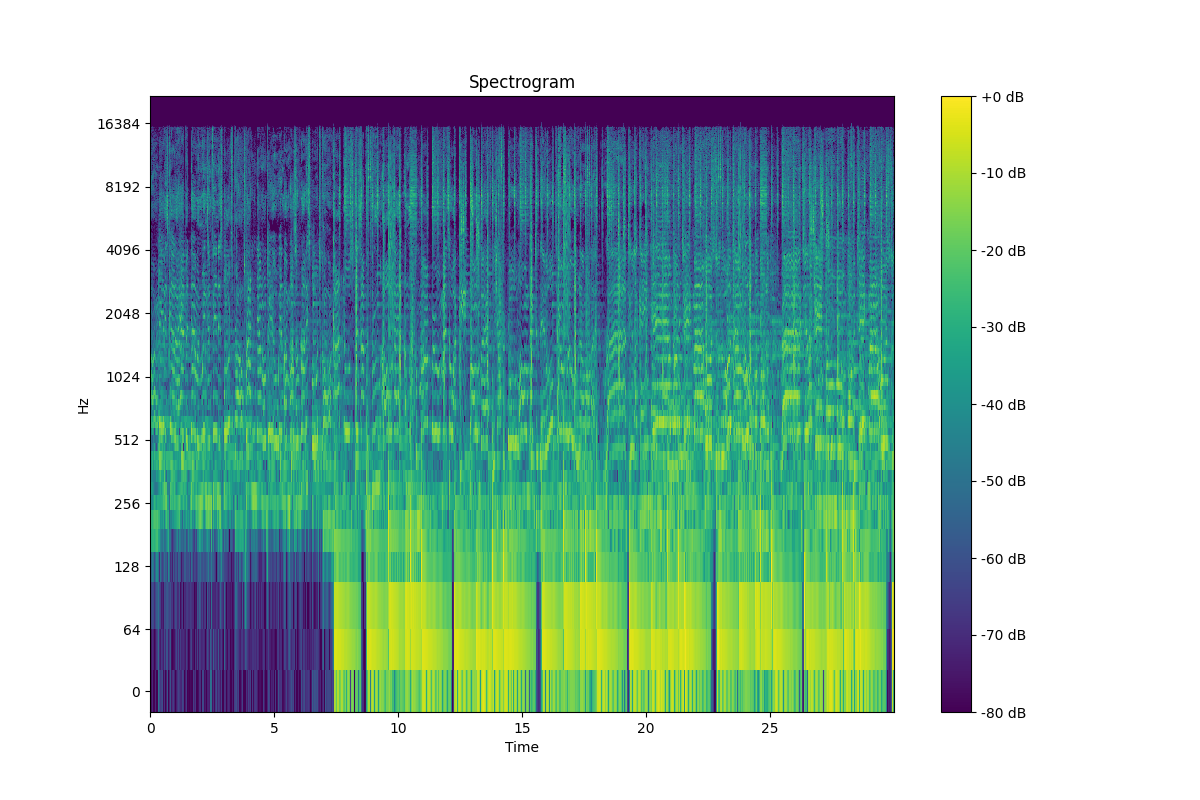 Spectrogram
Hz
16384
8192
4096
2048
1024
512
256
128
64
0
0 5 10 15 20 25
Time
+0 dB
-10 dB
-20 dB
-30 dB
-40 dB
-50 dB
-60 dB
-70 dB
-80 dB